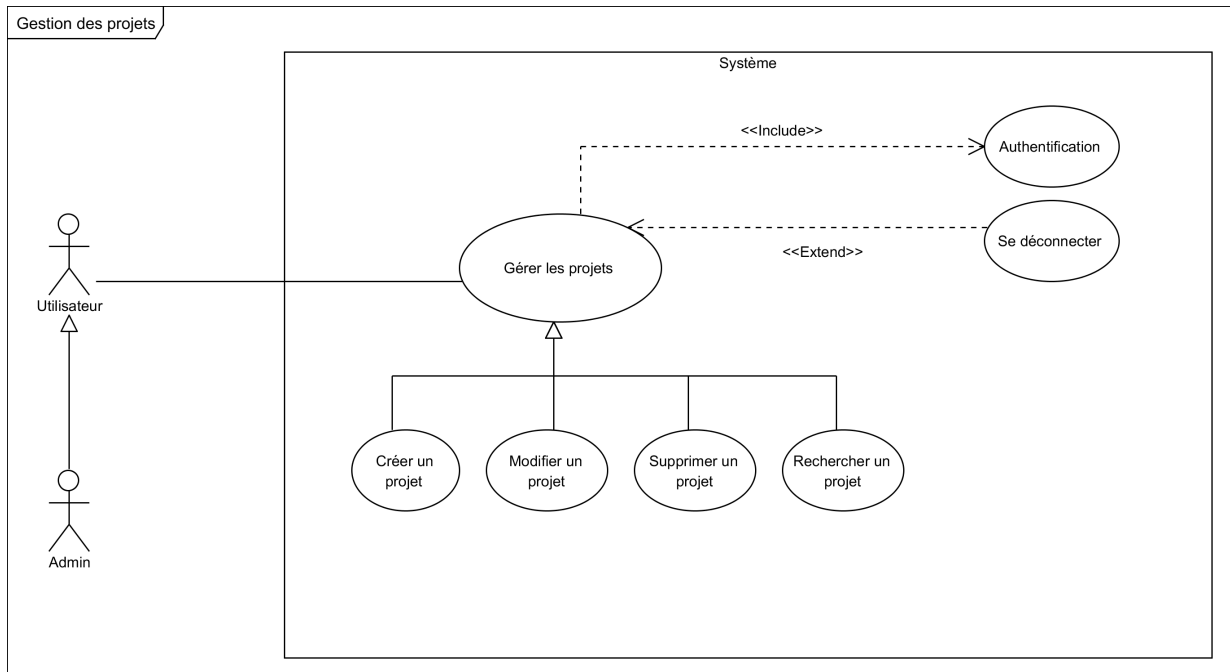 Gestion des projets
Système
<<Include>>
Authentification
<<Extend>>
Se déconnecter
Gérer les projets
Utilisateur
Créer un
projet
Modifier un
projet
Supprimer un
projet
Rechercher un
projet
Admin